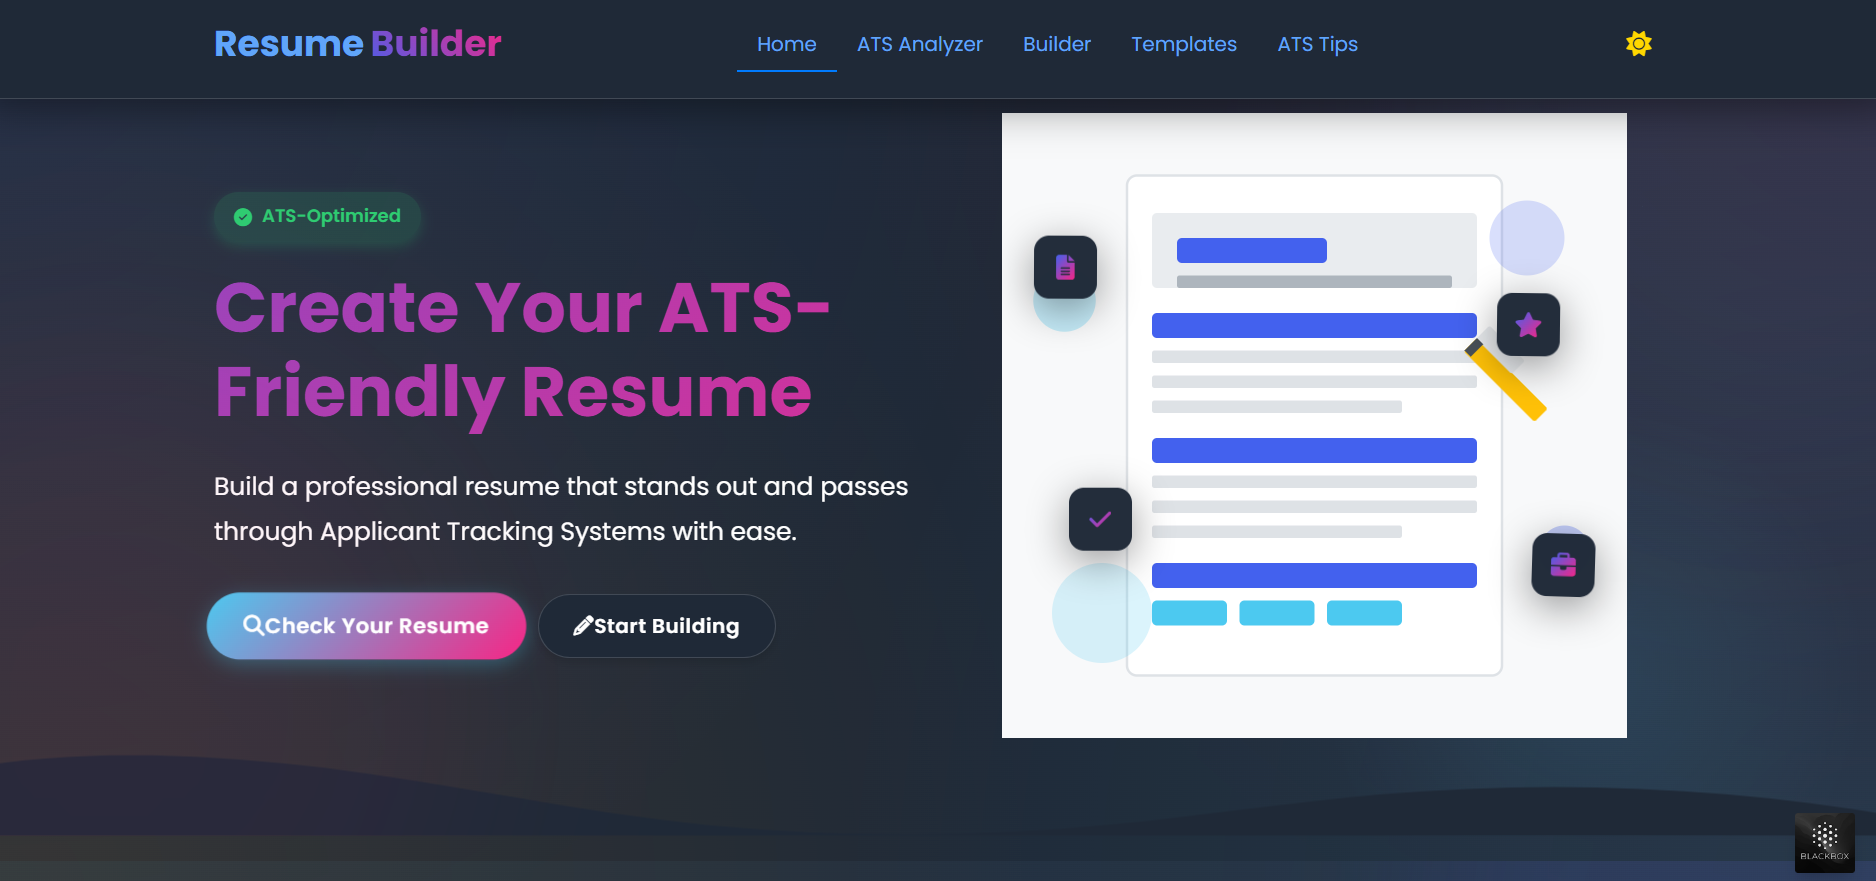 Resume Builder
Home
ATS Analyzer
Builder
Templates
ATS Tips
ATS-Optimized
Create Your ATS-
Friendly Resume
Build a professional resume that stands out and passes
through Applicant Tracking Systems with ease.
Check Your Resume
Start Building
BLACKBOX